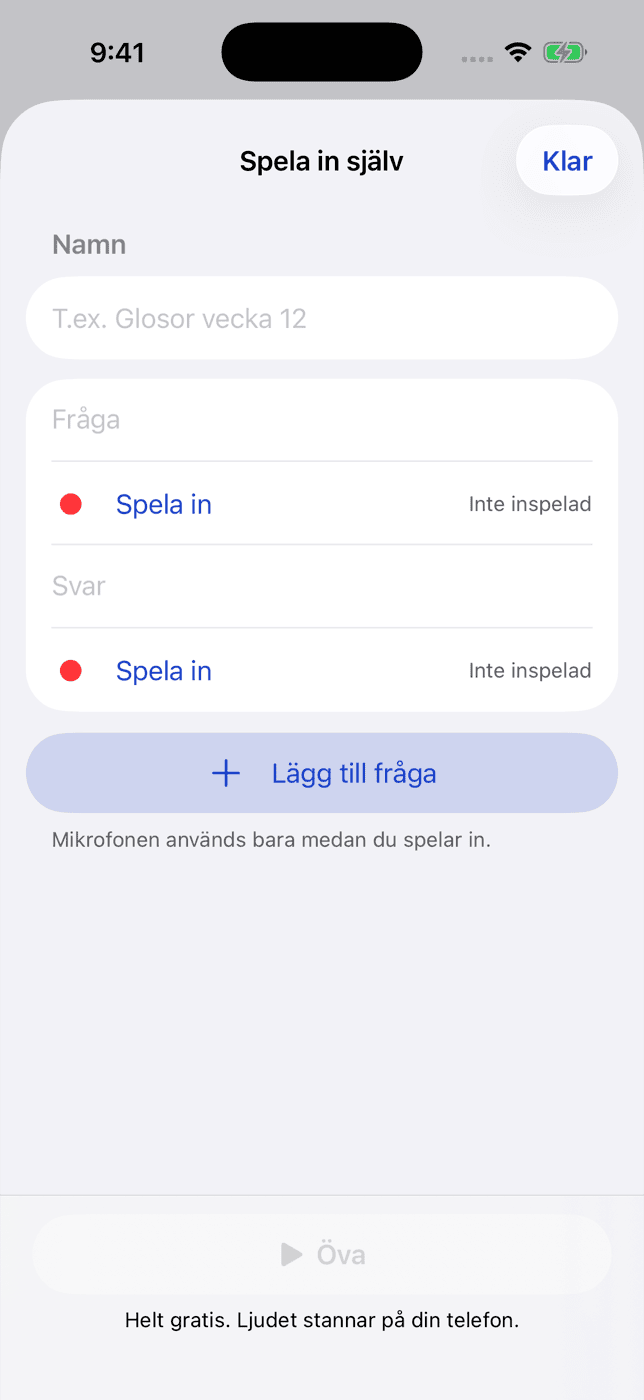 9:41
Spela in själv
Klar
Namn
T.ex. Glosor vecka 12
Fråga
Spela in
Inte inspelad
Svar
Spela in
Inte inspelad
Lägg till fråga
Mikrofonen används bara medan du spelar in.
Öva
Helt gratis. Ljudet stannar på din telefon.